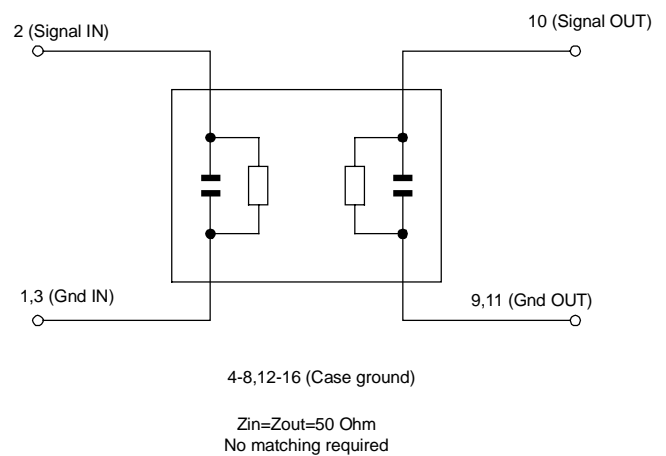 2 (Signal IN)
10 (Signal OUT)
1,3 (Gnd IN)
9,11 (Gnd OUT)
4-8,12-16 (Case ground)
Zin=Zout=50 Ohm
No matching required